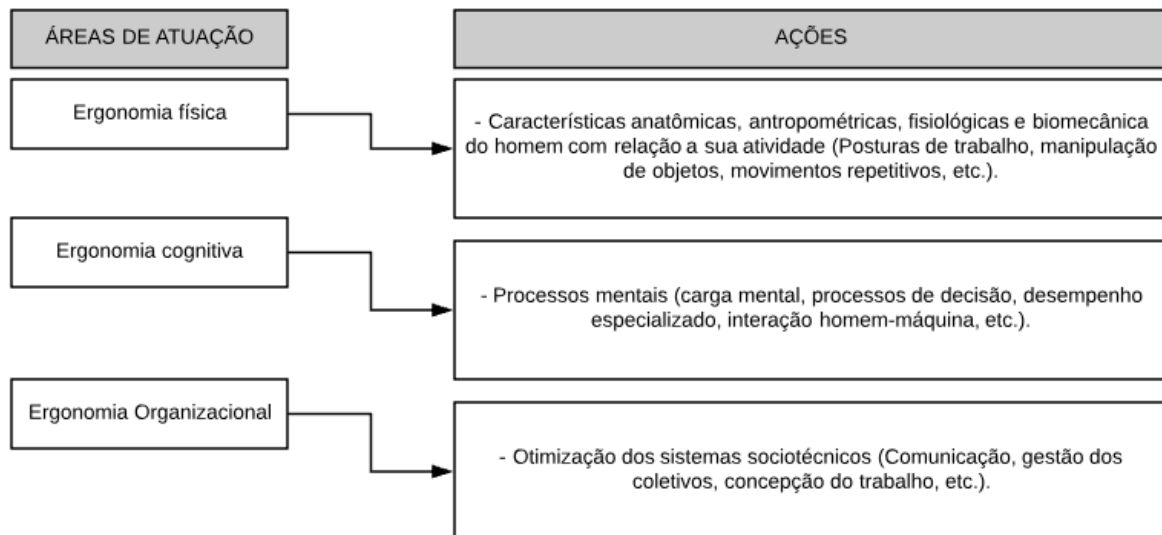 ÁREAS DE ATUAÇÃO
AÇÕES
Ergonomia física
- Características anatômicas, antropométricas, fisiológicas e biomecânica
do homem com relação a sua atividade (Posturas de trabalho, manipulação
de objetos, movimentos repetitivos, etc.).
Ergonomia cognitiva
- Processos mentais (carga mental, processos de decisão, desempenho
especializado, interação homem-máquina, etc.).
Ergonomia Organizacional
- Otimização dos sistemas sociotécnicos (Comunicação, gestão dos
coletivos, concepção do trabalho, etc.).